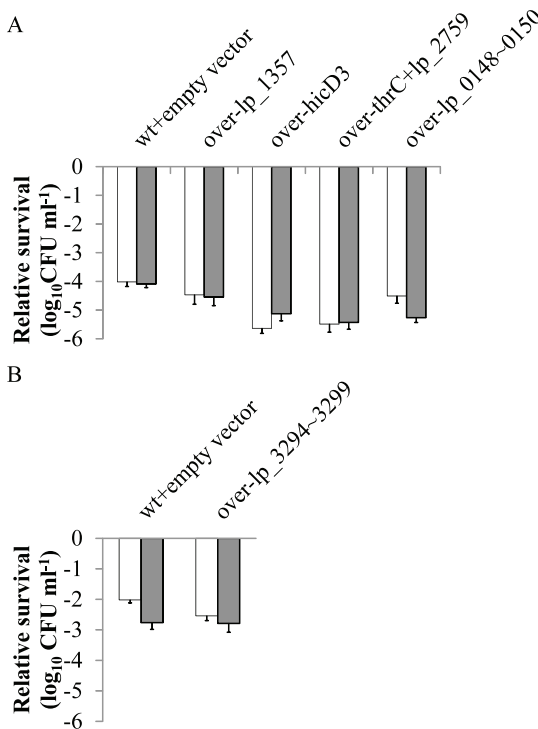 A
wt+empty vector
over-lp_1357
over-hicD3
over-thrC+lp_2759
over-lp_0148~0150
Relative survival
(log10CFU ml-1)
0
-1
-2
-3
-4
-5
-6
B
wt+empty vector
over-lp_3294~3299
Relative survival
(log10 CFU ml-1)
0
-1
-2
-3
-4
-5
-6